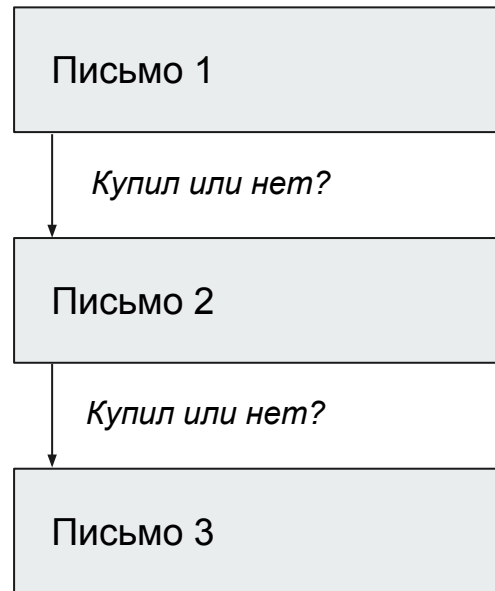 Письмо 1
Купил или нет?
Письмо 2
Купил или нет?
Письмо 3